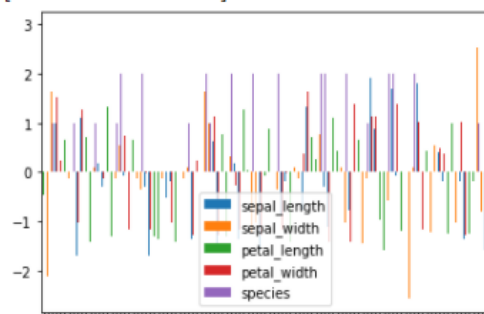 3
2
1
0
−1
−2
sepal_length
sepal_width
petal_length
petal_width
species